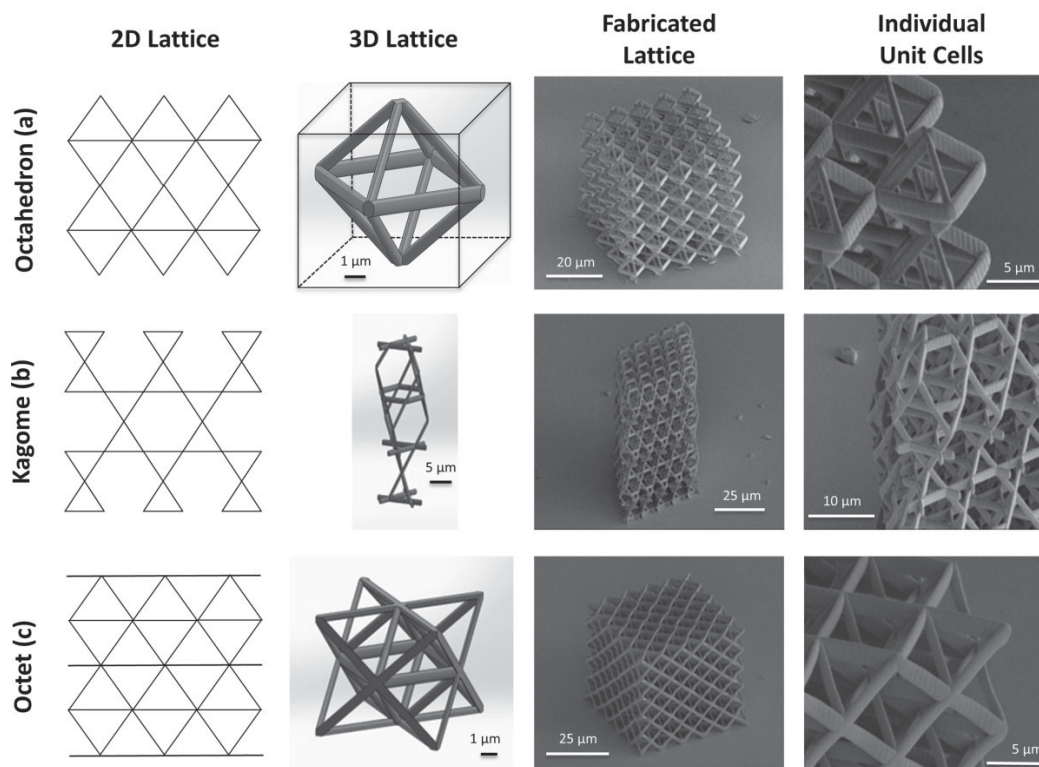 2D Lattice
3D Lattice
Fabricated
Lattice
Individual
Unit Cells
Octahedron (a)
1 μm
20 μm
5 μm
Kagome (b)
5 μm
25 μm
10 μm
Octet (c)
1 μm
25 μm
5 μm